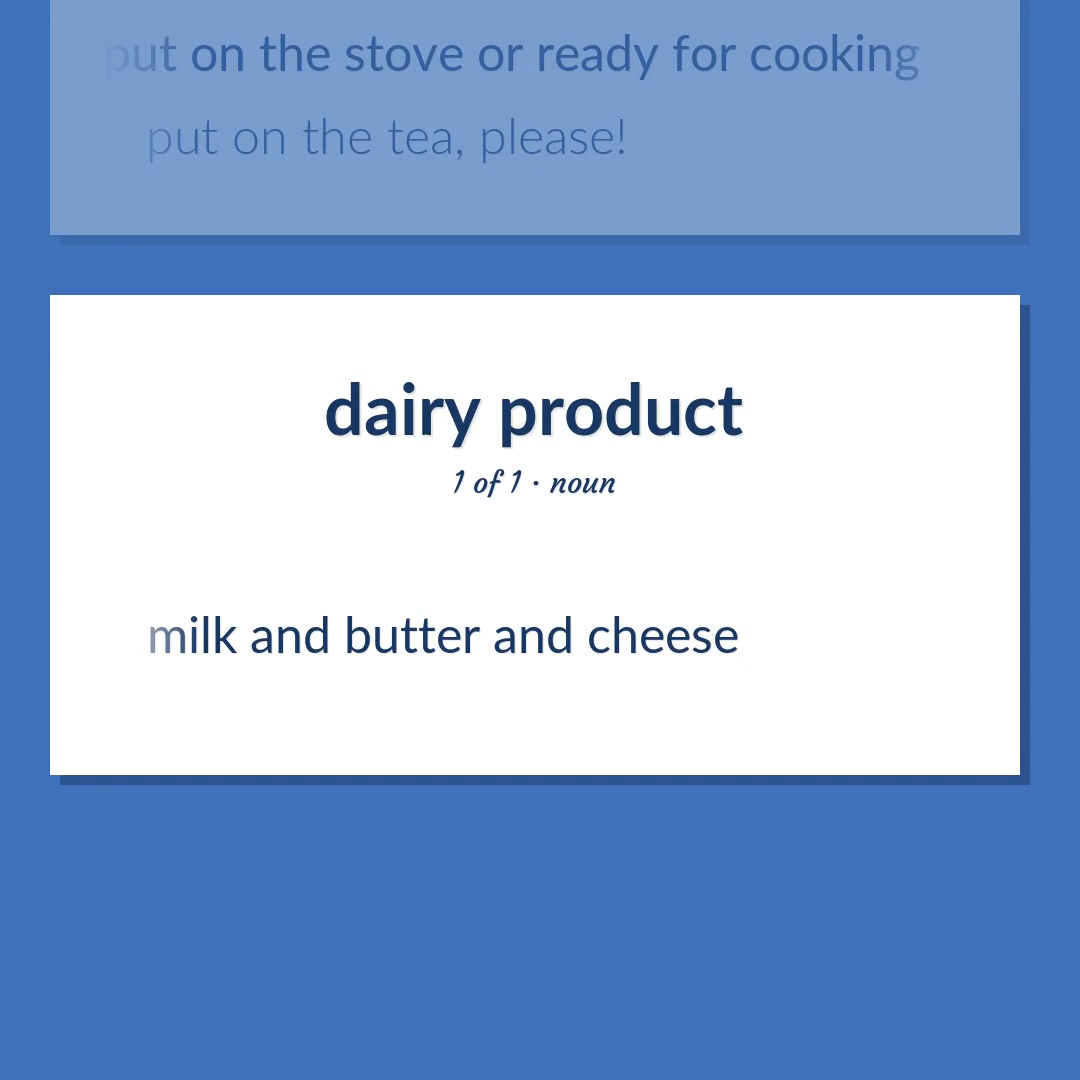 put on the stove or ready for cooking
put on the tea, please!
dairy product
1 of 1 · noun
milk and butter and cheese